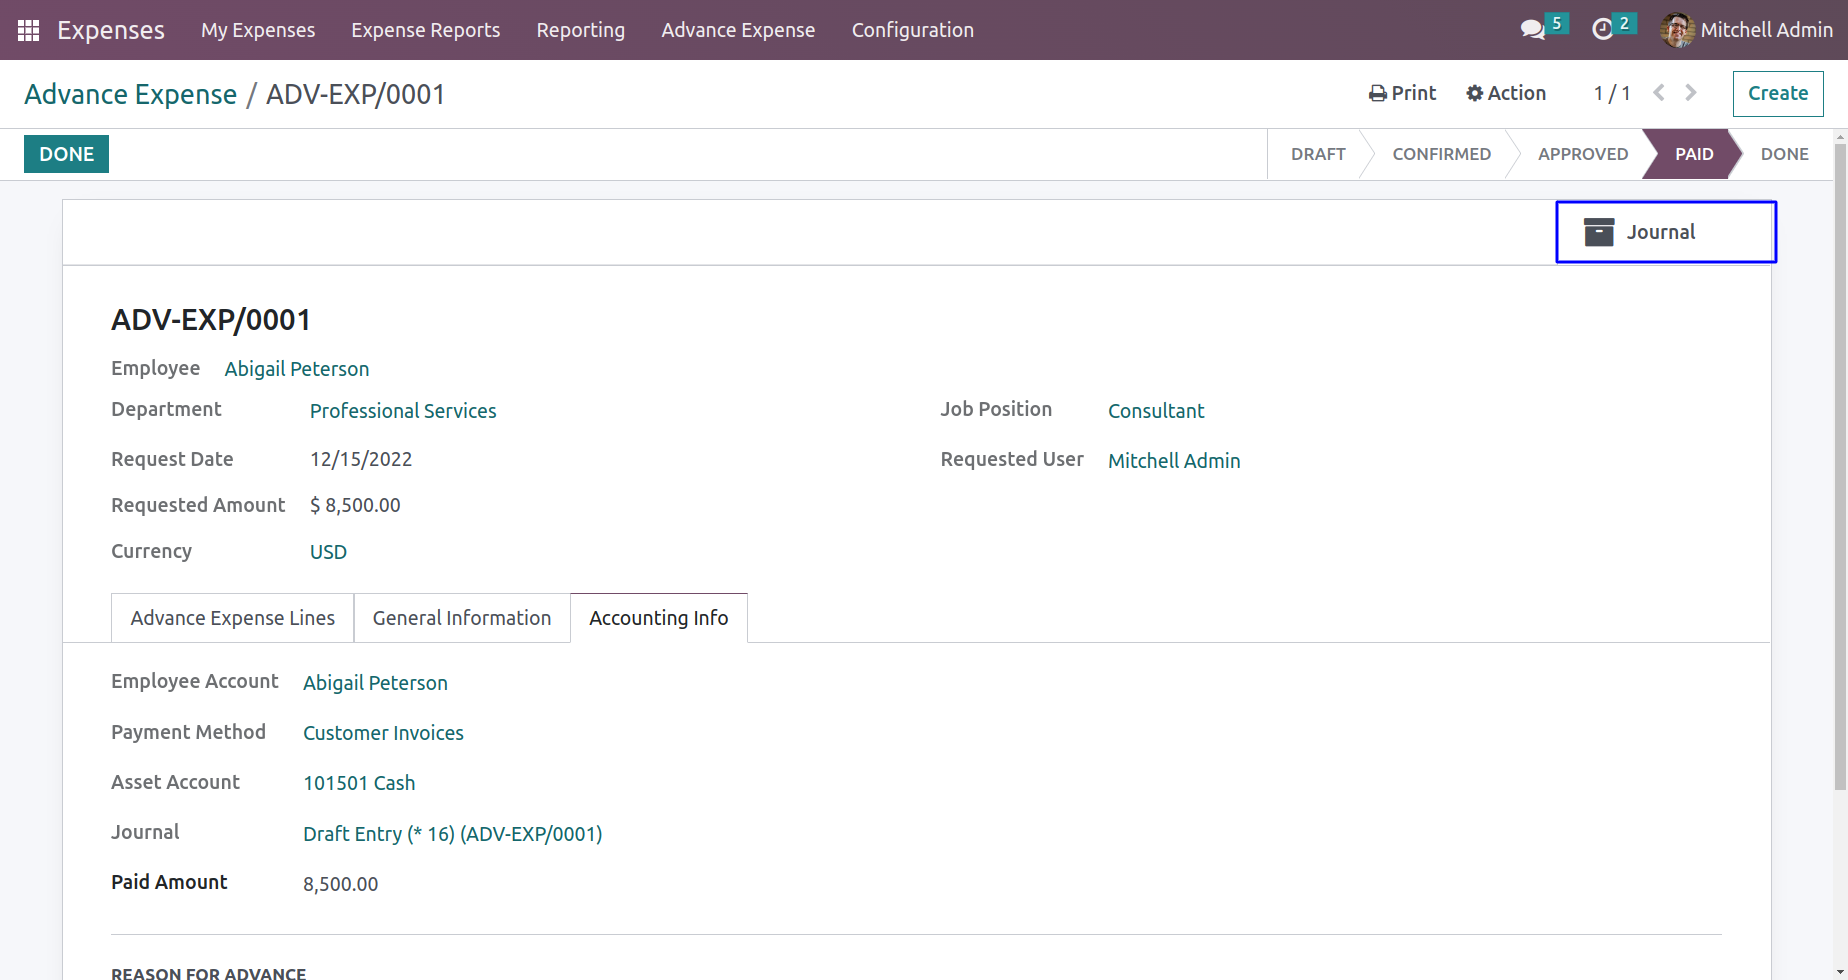 Expenses My Expenses Expense Reports Reporting Advance Expense Configuration 5 2 Mitchell Admin
Advance Expense / ADV-EXP/0001 Print Action 1 / 1 Create
DONE DRAFT CONFIRMED APPROVED PAID DONE
Journal
ADV-EXP/0001
Employee Abigail Peterson
Department Professional Services Job Position Consultant
Request Date 12/15/2022 Requested User Mitchell Admin
Requested Amount $ 8,500.00
Currency USD
Advance Expense Lines General Information Accounting Info
Employee Account Abigail Peterson
Payment Method Customer Invoices
Asset Account 101501 Cash
Journal Draft Entry (* 16) (ADV-EXP/0001)
Paid Amount 8,500.00
REASON FOR ADVANCE